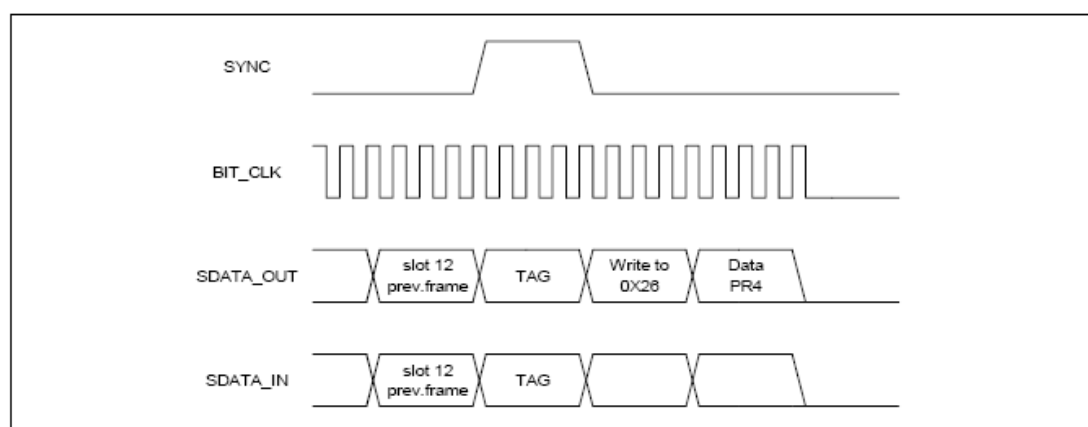 SYNC
BIT_CLK
SDATA_OUT
slot 12
prev.frame
TAG
Write to
0X26
Data
PR4
SDATA_IN
slot 12
prev.frame
TAG